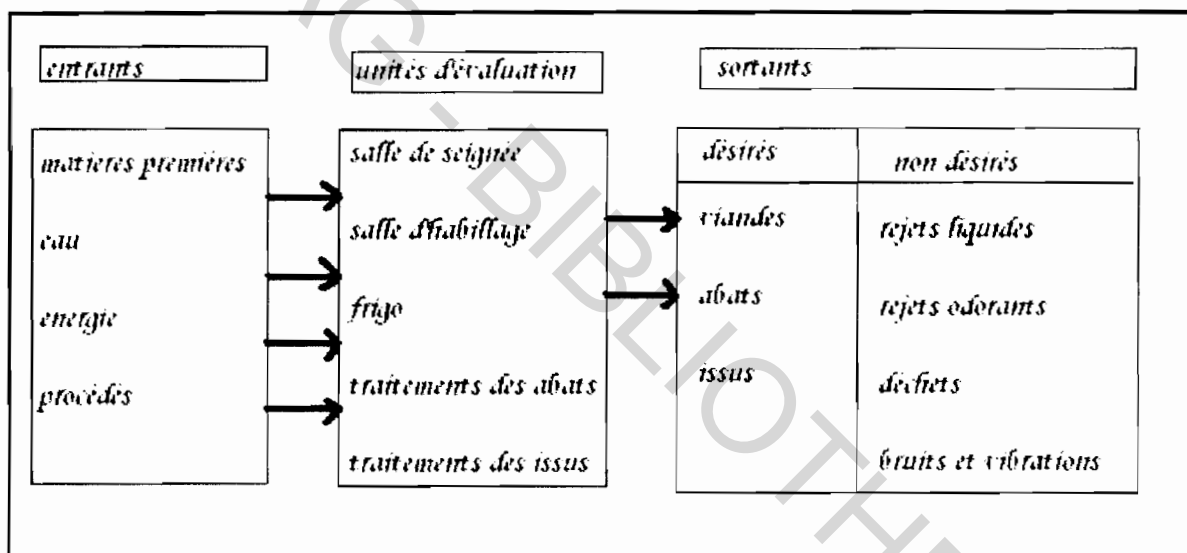 entrants
unités d'évaluation
sortants
matières premières
eau
énergie
procédés
salle de seignée
salle d'habillage
frigo
traitements des abats
traitements des issus
désirés
non désirés
viandes
rejets liquides
abats
rejets odorants
issus
déchets
bruits et vibrations
G - BIBLIOTH